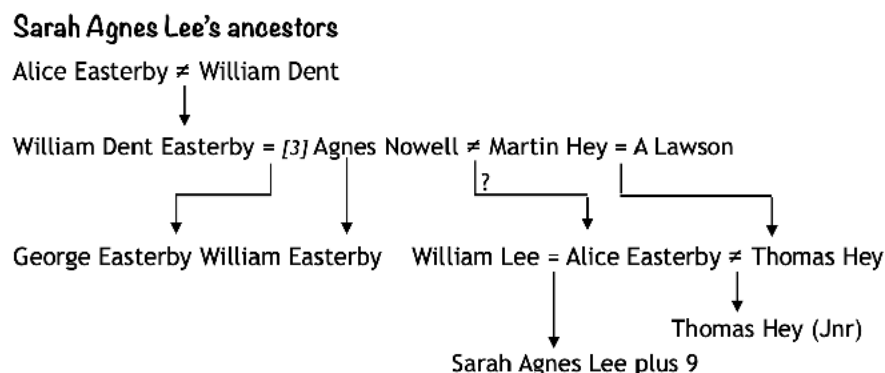 Sarah Agnes Lee's ancestors
Alice Easterby ≠ William Dent
William Dent Easterby = [3] Agnes Nowell ≠ Martin Hey = A Lawson
?
George Easterby William Easterby William Lee = Alice Easterby ≠ Thomas Hey
Thomas Hey (Jnr)
Sarah Agnes Lee plus 9